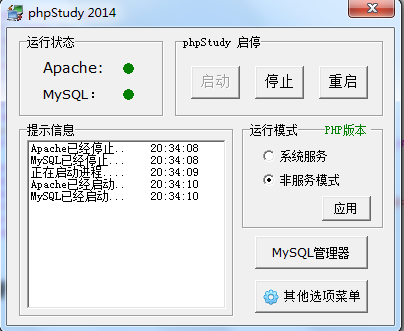 phpStudy 2014
运行状态
Apache:
MySQL:
phpStudy 启停
启动 停止 重启
提示信息
Apache已经停止... 20:34:08
MySQL已经停止... 20:34:08
正在启动进程.... 20:34:09
Apache已经启动.. 20:34:10
MySQL已经启动... 20:34:10
运行模式 PHP版本
系统服务
非服务模式
应用
MySQL管理器
其他选项菜单